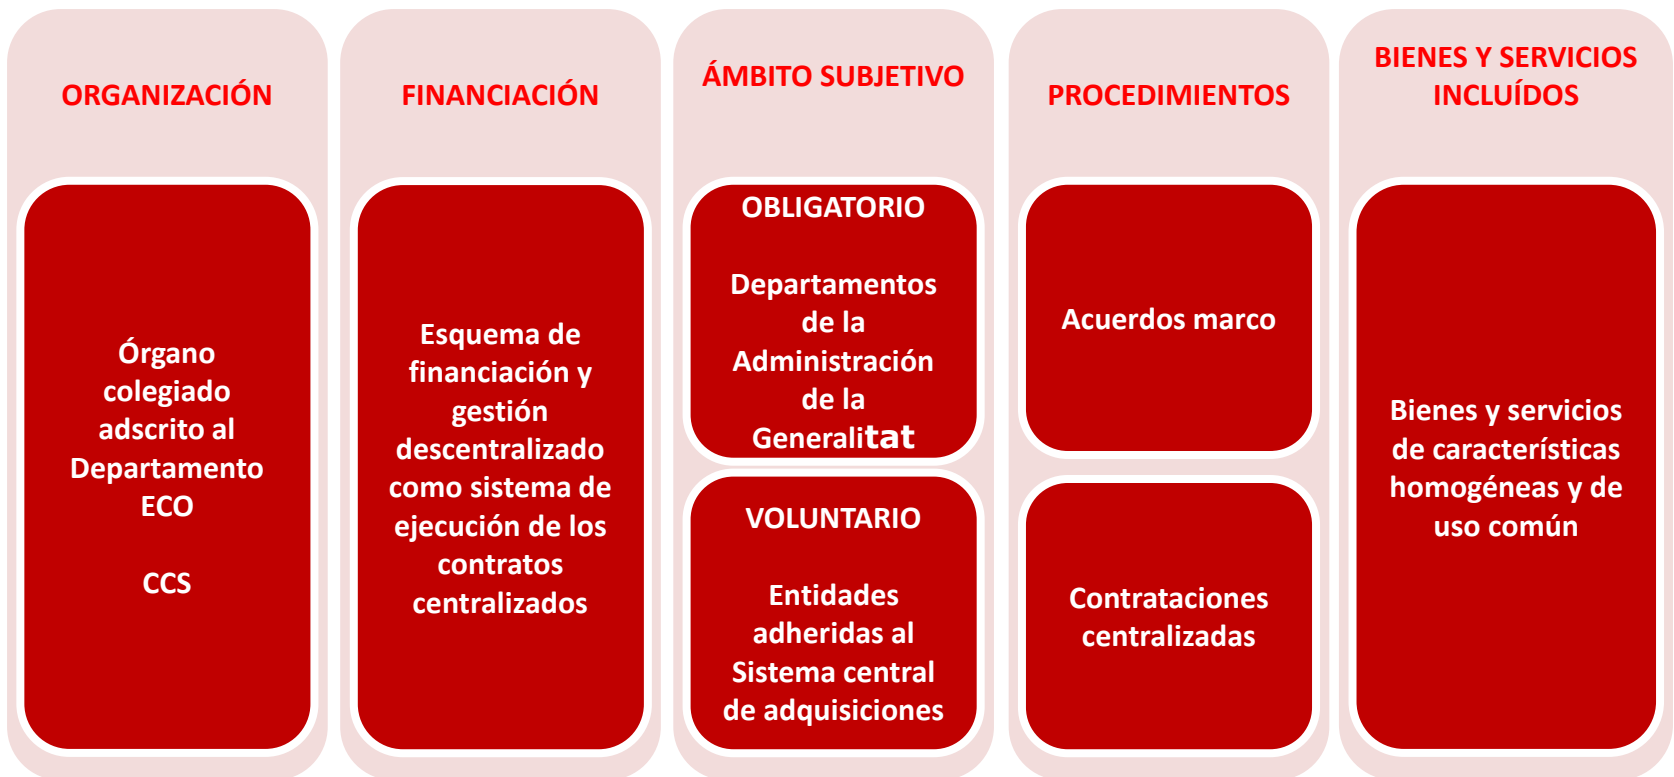 ORGANIZACIÓN
Órgano
colegiado
adscrito al
Departamento
ECO
CCS
FINANCIACIÓN
Esquema de
financiación y
gestión
descentralizado
como sistema de
ejecución de los
contratos
centralizados
ÁMBITO SUBJETIVO
OBLIGATORIO
Departamentos
de la
Administración
de la
Generalitat
VOLUNTARIO
Entidades
adheridas al
Sistema central
de adquisiciones
PROCEDIMIENTOS
Acuerdos marco
Contrataciones
centralizadas
BIENES Y SERVICIOS
INCLUÍDOS
Bienes y servicios
de características
homogéneas y de
uso común